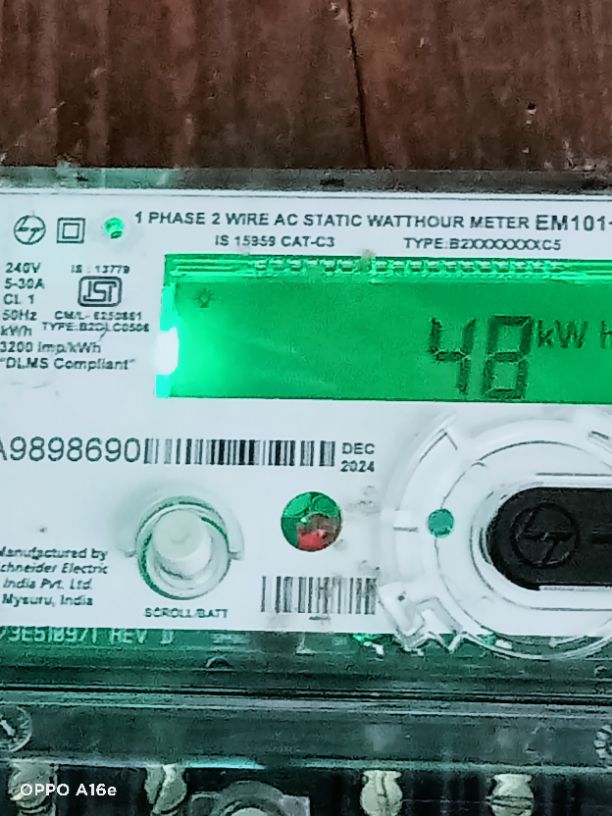 1 PHASE 2 WIRE AC STATIC WATTHOUR METER EM101-
IS 15959 CAT-C3 TYPE:B2XXXXXXXC5
240V
5-30A
Cl. 1
50Hz
kWh
3200 imp/kWh
"DLMS Compliant"
IS : 13779
ISI
CM/L-
48 kW h
A9898690
DEC
2024
Manufactured by
Schneider Electric
India Pvt. Ltd.
Mysuru, India
SCROLL/BATT
REV D
OPPO A16e